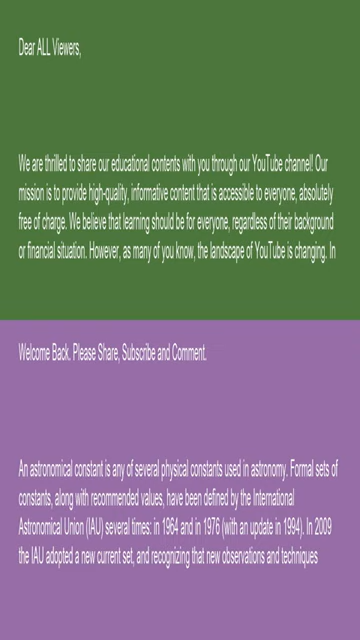 Dear ALL Viewers,
We are thrilled to share our educational contents with you through our YouTube channel! Our
mission is to provide high-quality, informative content that is accessible to everyone, absolutely
free of charge. We believe that learning should be for everyone, regardless of their background
or financial situation. However, as many of you know, the landscape of YouTube is changing. In
Welcome Back. Please Share, Subscribe and Comment.
An astronomical constant is any of several physical constants used in astronomy. Formal sets of
constants, along with recommended values, have been defined by the International
Astronomical Union (IAU) several times: in 1964 and in 1976 (with an update in 1994). In 2009
the IAU adopted a new current set, and recognizing that new observations and techniques